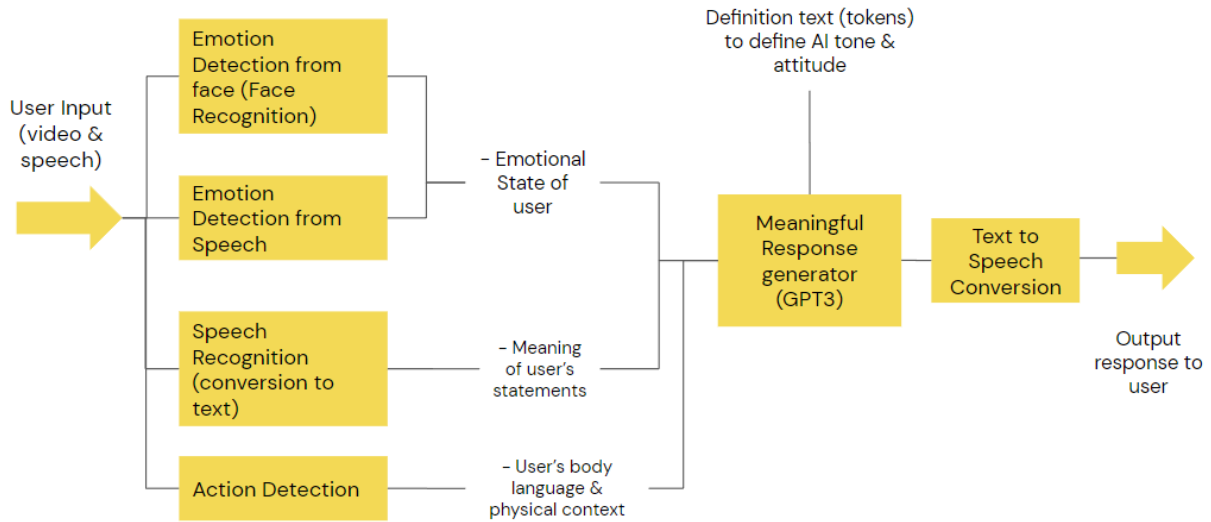 User Input
(video &
speech)
Emotion
Detection from
face (Face
Recognition)
Emotion
Detection from
Speech
Speech
Recognition
(conversion to
text)
Action Detection
- Emotional
State of
user
- Meaning
of user's
statements
- User's body
language &
physical context
Definition text (tokens)
to define AI tone &
attitude
Meaningful
Response
generator
(GPT3)
Text to
Speech
Conversion
Output
response to
user